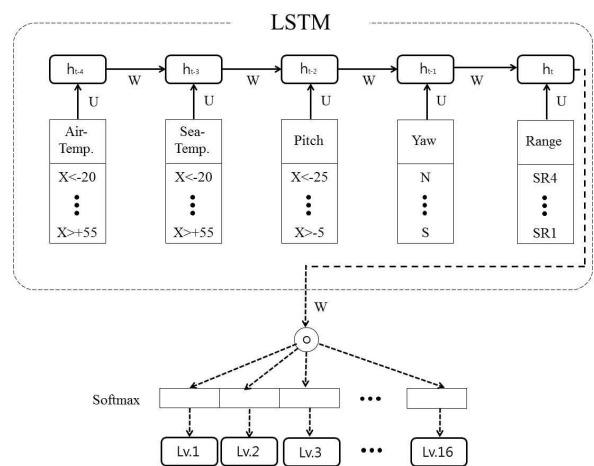 LSTM
ht-4 ht-3 ht-2 ht-1 ht
W W W W
U U U U U
Air-Temp. Sea-Temp. Pitch Yaw Range
X<-20 X<-20 X<-25 N SR4
X>+55 X>+55 X>-5 S SR1
W
o
Softmax
Lv.1 Lv.2 Lv.3 Lv.16